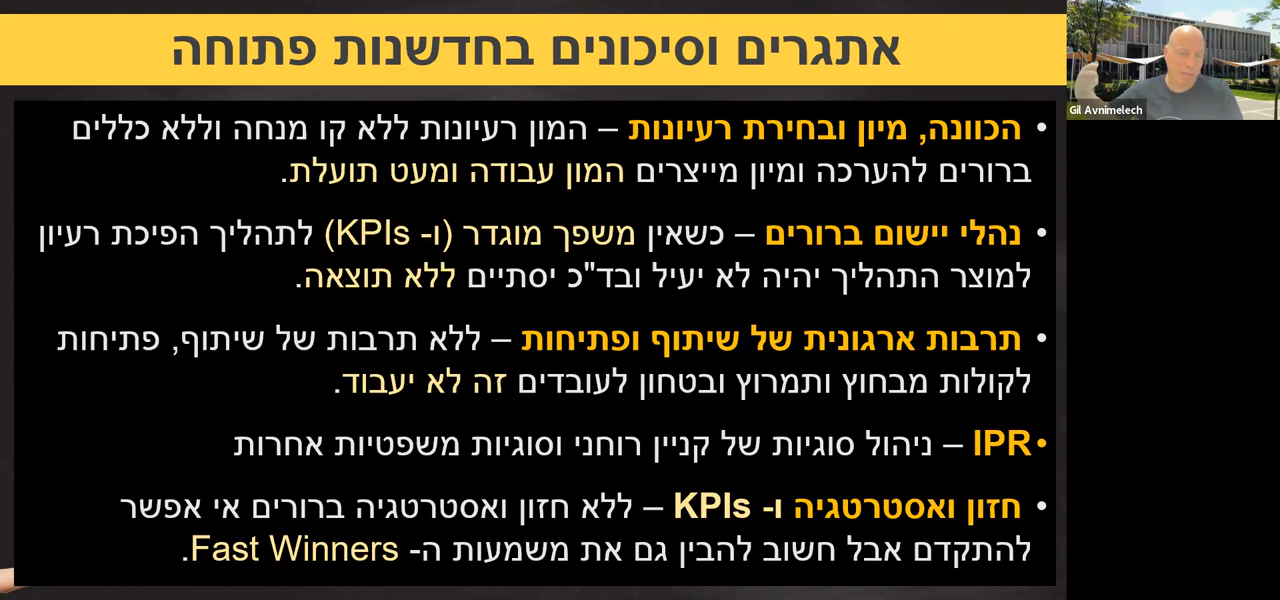 אתגרים וסיכונים בחדשנות פתוחה
Gil Avnimelech
• הכוונה, מיון ובחירת רעיונות – המון רעיונות ללא קו מנחה וללא כללים
ברורים להערכה ומיון מייצרים המון עבודה ומעט תועלת.
• נהלי יישום ברורים – כשאין משפך מוגדר (ו- KPIs) לתהליך הפיכת רעיון
למוצר התהליך יהיה לא יעיל ובד"כ יסתיים ללא תוצאה.
• תרבות ארגונית של שיתוף ופתיחות – ללא תרבות של שיתוף, פתיחות
לקולות מבחוץ ותמרוץ ובטחון לעובדים זה לא יעבוד.
• IPR – ניהול סוגיות של קניין רוחני וסוגיות משפטיות אחרות
• חזון ואסטרטגיה ו- KPIs – ללא חזון ואסטרטגיה ברורים אי אפשר
להתקדם אבל חשוב להבין גם את משמעות ה- Fast Winners.